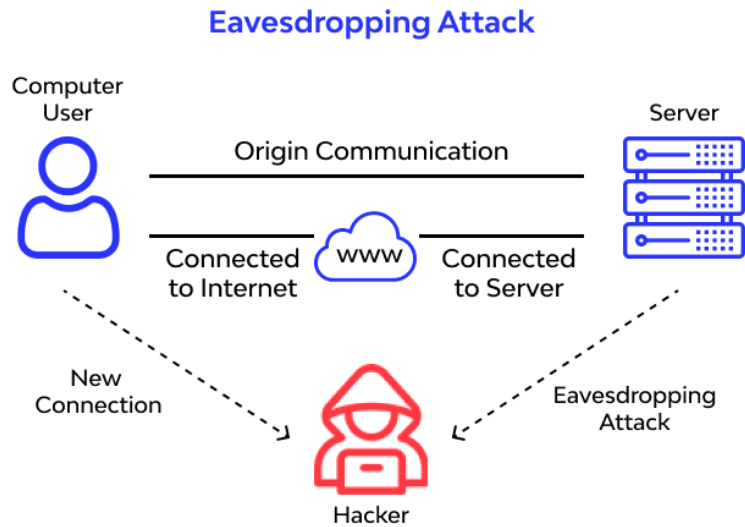 Eavesdropping Attack
Computer
User
Server
Origin Communication
www
Connected
to Internet
Connected
to Server
New
Connection
Eavesdropping
Attack
Hacker